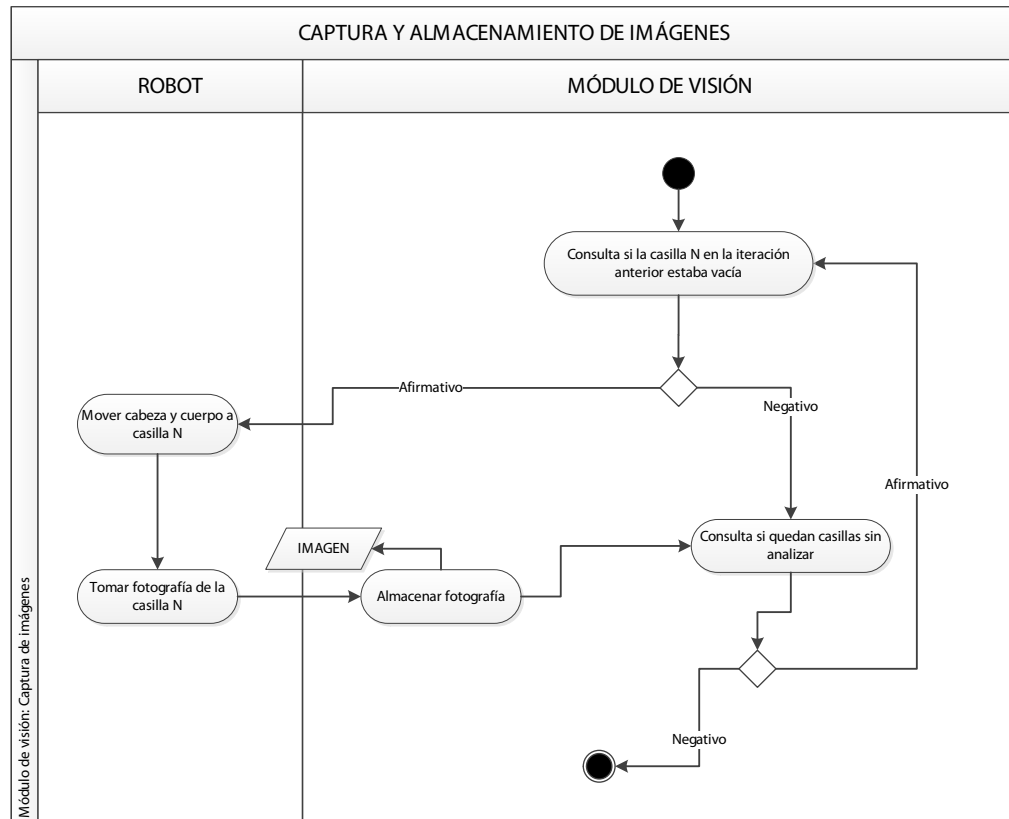 CAPTURA Y ALMACENAMIENTO DE IMÁGENES
ROBOT
MÓDULO DE VISIÓN
Consulta si la casilla N en la iteración
anterior estaba vacía
Afirmativo
Negativo
Mover cabeza y cuerpo a
casilla N
Afirmativo
IMAGEN
Consulta si quedan casillas sin
analizar
Tomar fotografía de la
casilla N
Almacenar fotografía
Negativo
Módulo de visión: Captura de imágenes